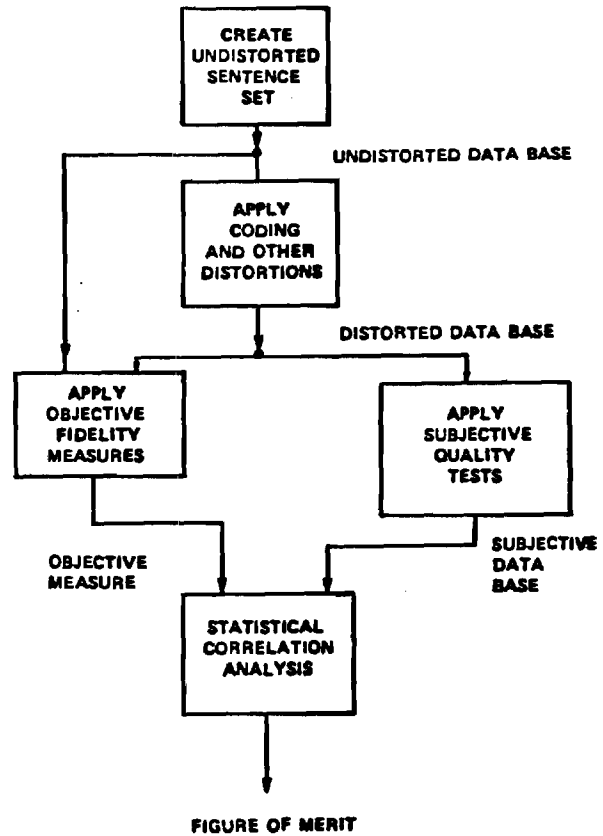 CREATE
UNDISTORTED
SENTENCE
SET
UNDISTORTED DATA BASE
APPLY
CODING
AND OTHER
DISTORTIONS
DISTORTED DATA BASE
APPLY
OBJECTIVE
FIDELITY
MEASURES
APPLY
SUBJECTIVE
QUALITY
TESTS
OBJECTIVE
MEASURE
SUBJECTIVE
DATA
BASE
STATISTICAL
CORRELATION
ANALYSIS
FIGURE OF MERIT